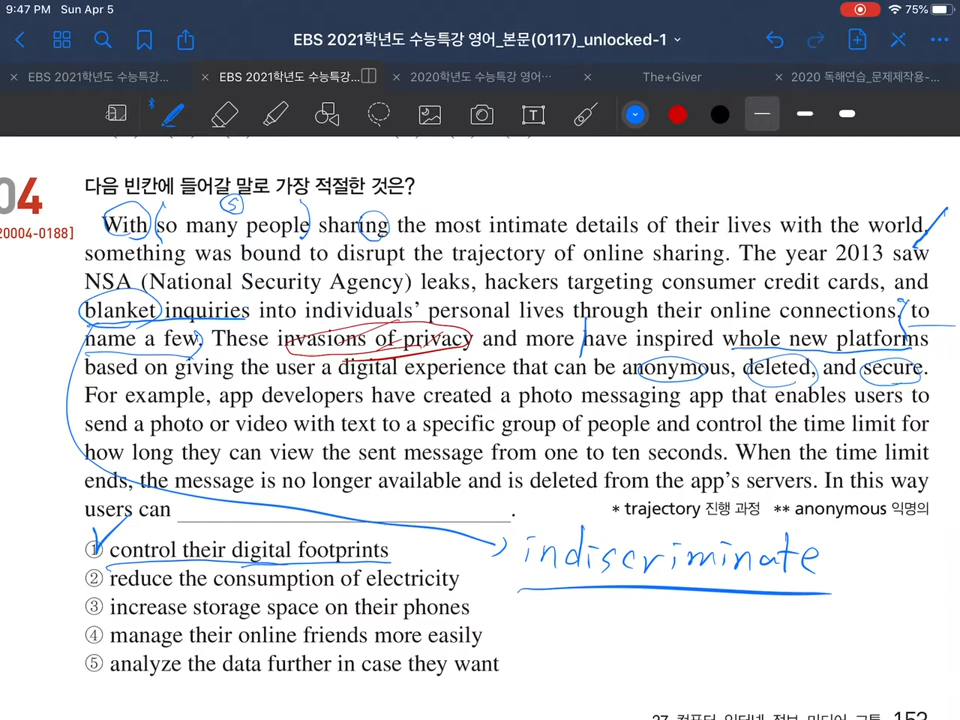 9:47 PM Sun Apr 5
75%
EBS 2021학년도 수능특강 영어_본문(0117)_unlocked-1
EBS 2021학년도 수능특강...
EBS 2021학년도 수능특강...
2020학년도 수능특강 영어...
The+Giver
2020 독해연습_문제제작용-...
04
20004-0188]
다음 빈칸에 들어갈 말로 가장 적절한 것은?
S
With so many people sharing the most intimate details of their lives with the world,
something was bound to disrupt the trajectory of online sharing. The year 2013 saw
NSA (National Security Agency) leaks, hackers targeting consumer credit cards, and
blanket inquiries into individuals' personal lives through their online connections, to
name a few. These invasions of privacy and more have inspired whole new platforms
based on giving the user a digital experience that can be anonymous, deleted, and secure.
For example, app developers have created a photo messaging app that enables users to
send a photo or video with text to a specific group of people and control the time limit for
how long they can view the sent message from one to ten seconds. When the time limit
ends, the message is no longer available and is deleted from the app's servers. In this way
users can ____________.
* trajectory 진행 과정 ** anonymous 익명의
① control their digital footprints
indiscriminate
② reduce the consumption of electricity
③ increase storage space on their phones
④ manage their online friends more easily
⑤ analyze the data further in case they want